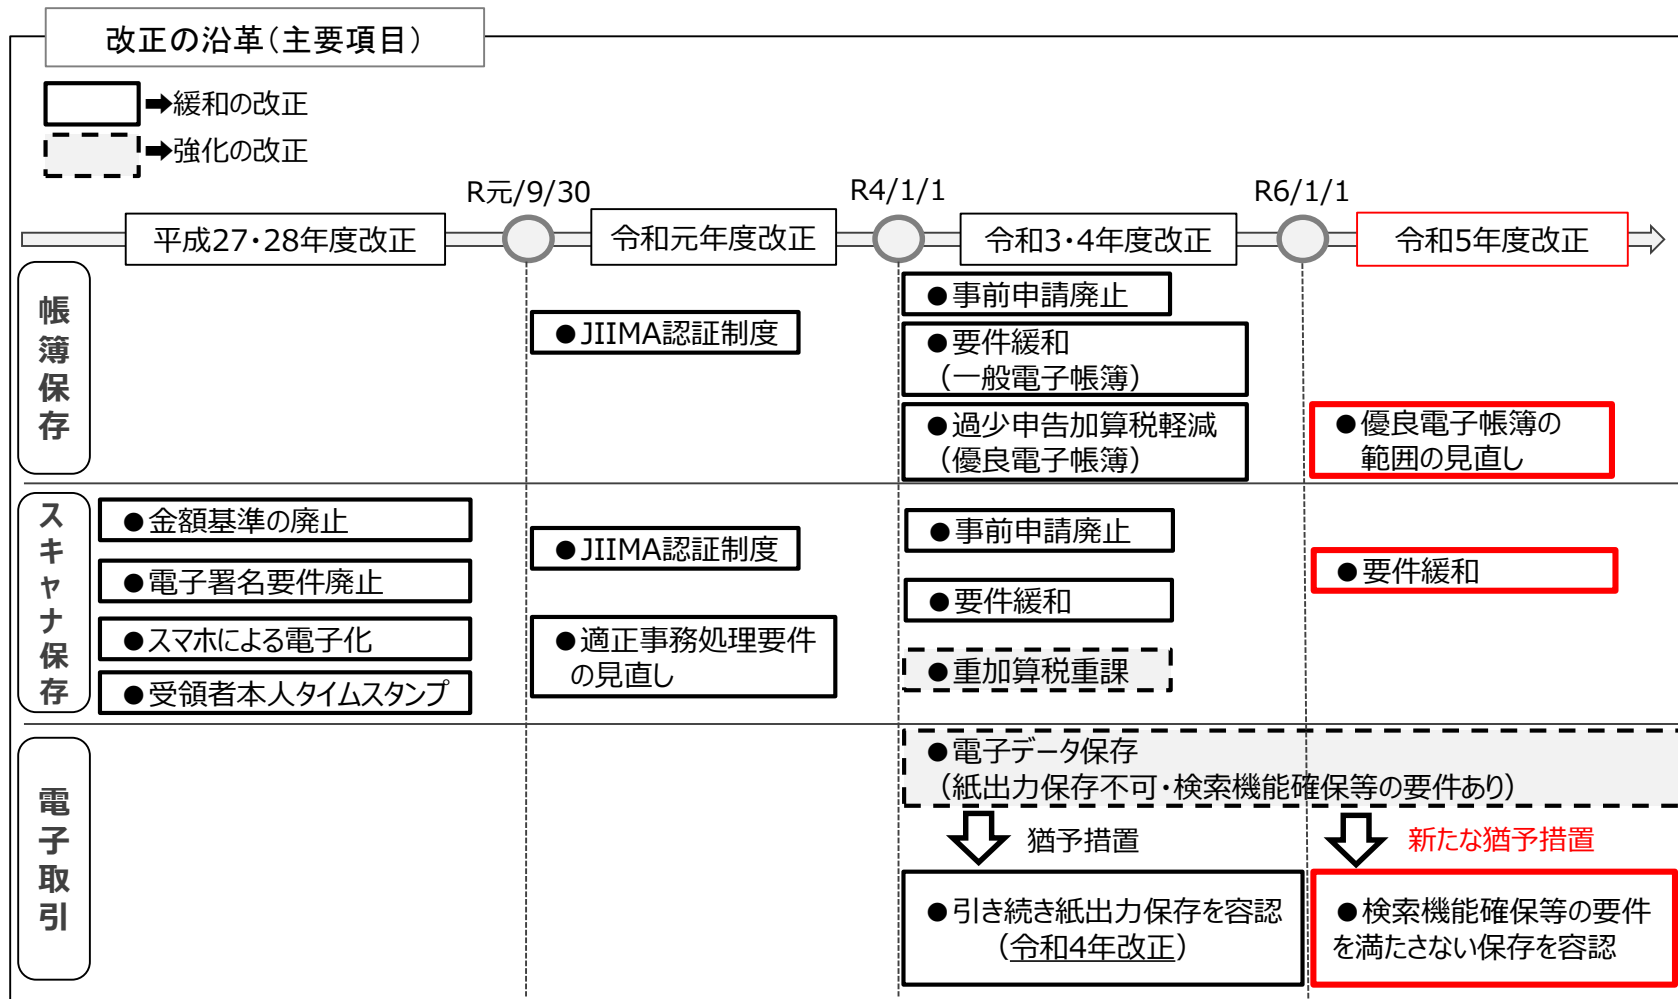 改正の沿革（主要項目）
➡緩和の改正
➡強化の改正
R元/9/30
R4/1/1
R6/1/1
平成27・28年度改正
令和元年度改正
令和3・4年度改正
令和5年度改正
帳簿保存
●JIIMA認証制度
●事前申請廃止
●要件緩和
（一般電子帳簿）
●過少申告加算税軽減
（優良電子帳簿）
●優良電子帳簿の
範囲の見直し
スキャナ保存
●金額基準の廃止
●電子署名要件廃止
●スマホによる電子化
●受領者本人タイムスタンプ
●JIIMA認証制度
●適正事務処理要件
の見直し
●事前申請廃止
●要件緩和
●重加算税重課
●要件緩和
電子取引
●電子データ保存
（紙出力保存不可・検索機能確保等の要件あり）
猶予措置
新たな猶予措置
●引き続き紙出力保存を容認
（令和4年改正）
●検索機能確保等の要件
を満たさない保存を容認